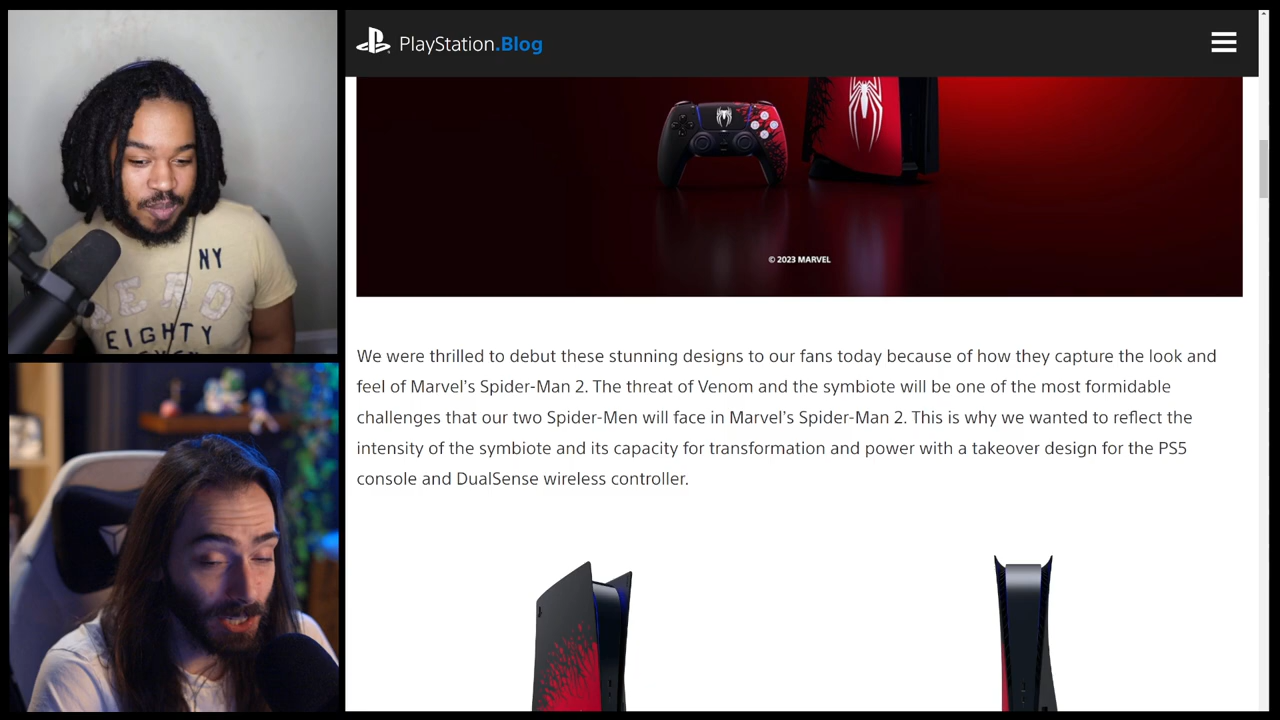 PlayStation.Blog
© 2023 MARVEL
We were thrilled to debut these stunning designs to our fans today because of how they capture the look and
feel of Marvel's Spider-Man 2. The threat of Venom and the symbiote will be one of the most formidable
challenges that our two Spider-Men will face in Marvel's Spider-Man 2. This is why we wanted to reflect the
intensity of the symbiote and its capacity for transformation and power with a takeover design for the PS5
console and DualSense wireless controller.
NY
EIGHTY